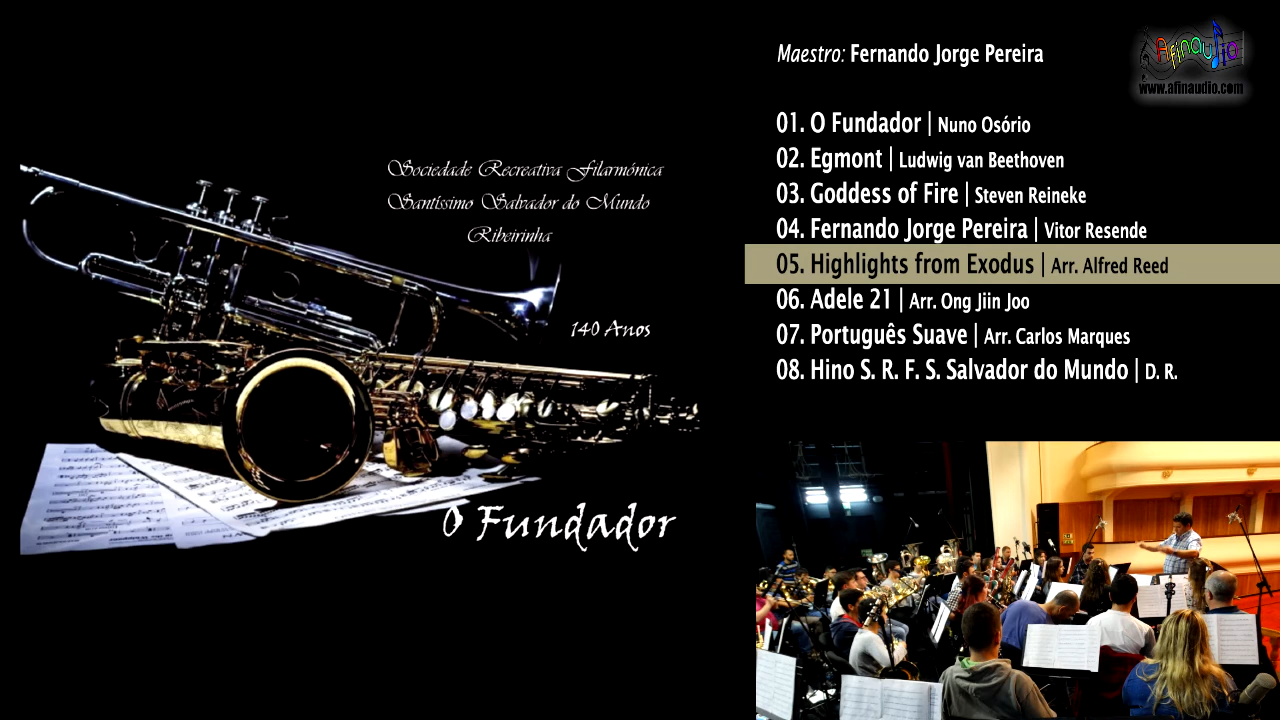 Sociedade Recreativa Filarmónica
Santíssimo Salvador do Mundo
Ribeirinha
140 Anos
O Fundador
Maestro: Fernando Jorge Pereira
Afinaudio
www.afinaudio.com
01. O Fundador | Nuno Osório
02. Egmont | Ludwig van Beethoven
03. Goddess of Fire | Steven Reineke
04. Fernando Jorge Pereira | Vitor Resende
05. Highlights from Exodus | Arr. Alfred Reed
06. Adele 21 | Arr. Ong Jiin Joo
07. Português Suave | Arr. Carlos Marques
08. Hino S. R. F. S. Salvador do Mundo | D. R.